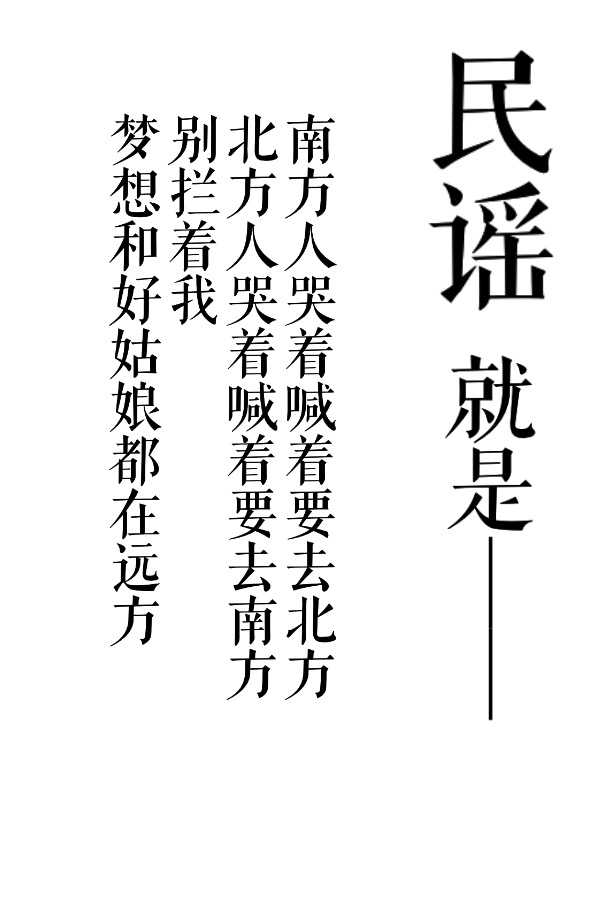 民谣就是——
南方人哭着喊着要去北方
北方人哭着喊着要去南方
别拦着我
梦想和好姑娘都在远方